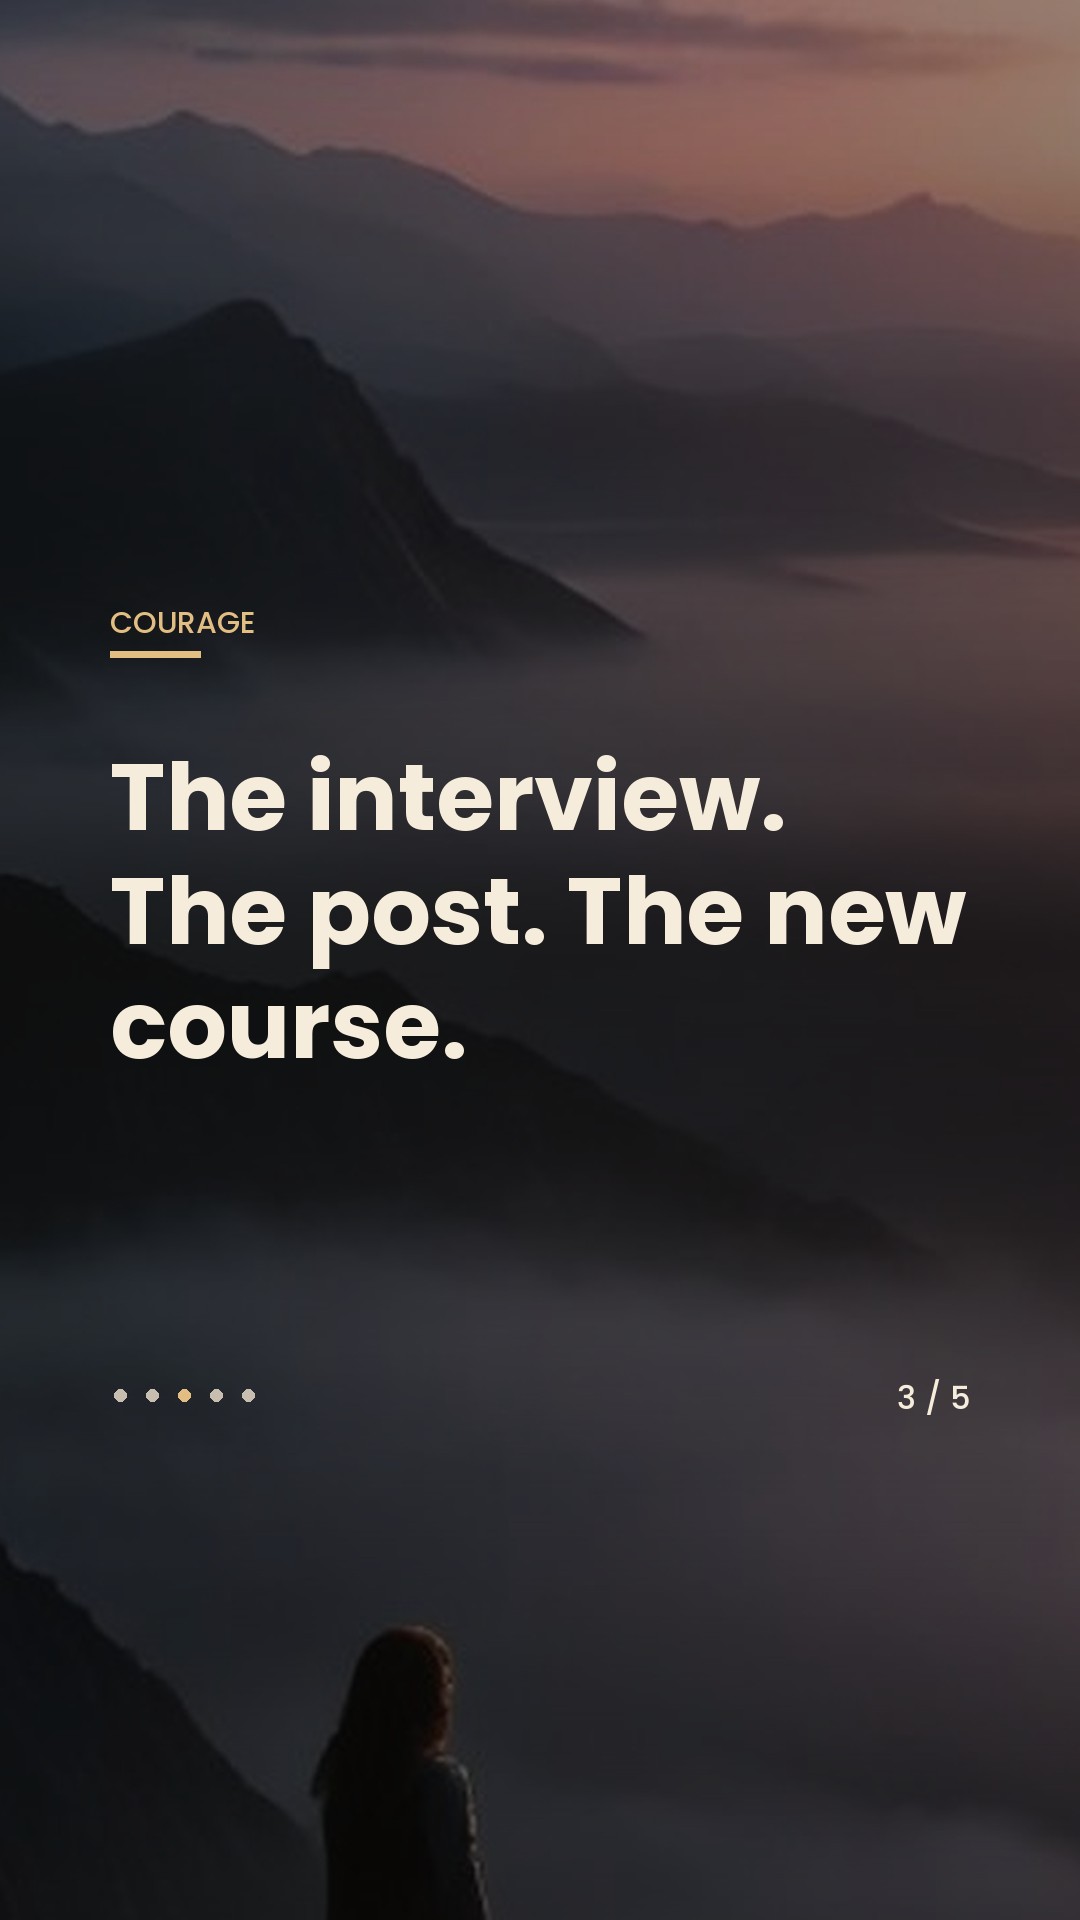 COURAGE
The interview.
The post. The new
course.
3 / 5